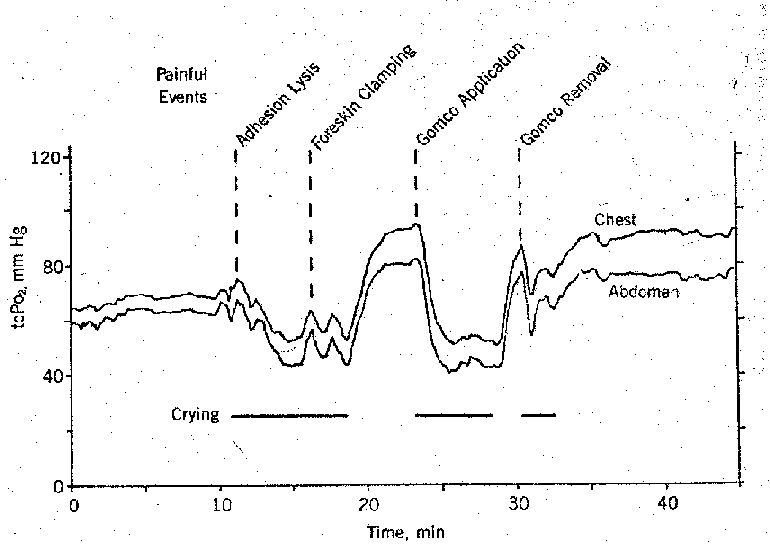 Painful
Events
Adhesion Lysis
Foreskin Clamping
Gomco Application
Gomco Removal
120
80
40
0
tcPo2, mm Hg
Chest
Abdoman
Crying
0
10
20
30
40
Time, min